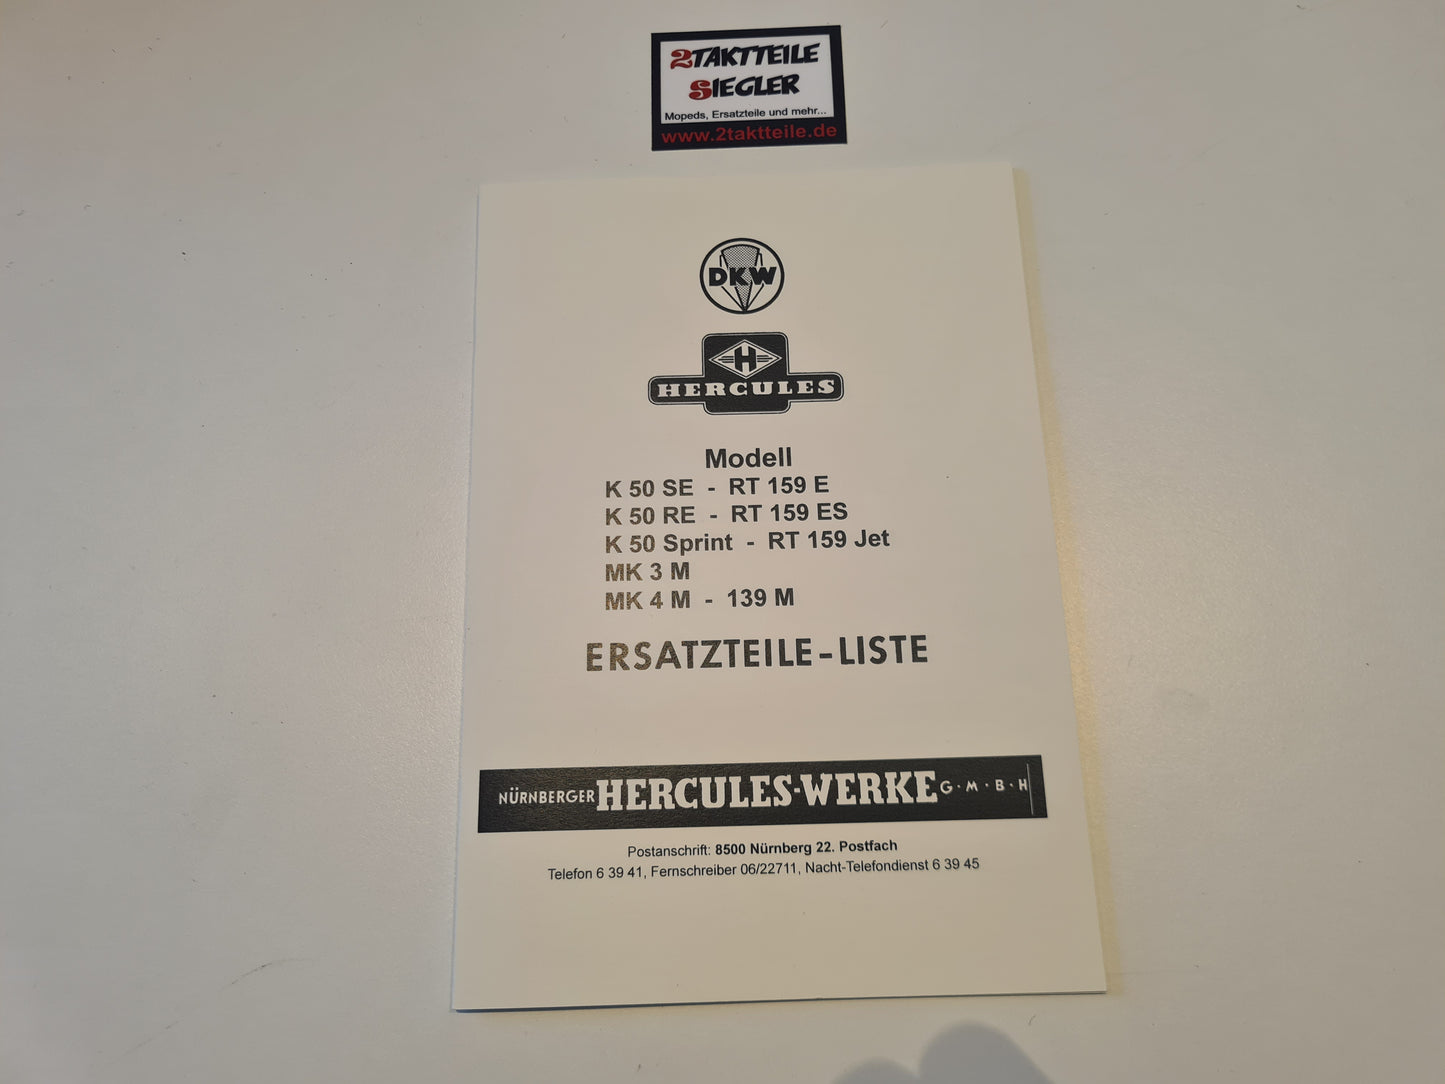 2TAKTTEILE
SIEGLER
Mopeds, Ersatzteile und mehr...
www.2taktteile.de
DKW
H
HERCULES
Modell
K 50 SE - RT 159 E
K 50 RE - RT 159 ES
K 50 Sprint - RT 159 Jet
MK 3 M
MK 4 M - 139 M
ERSATZTEILE-LISTE
NÜRNBERGER HERCULES-WERKE G·M·B·H
Postanschrift: 8500 Nürnberg 22. Postfach
Telefon 6 39 41, Fernschreiber 06/22711, Nacht-Telefondienst 6 39 45